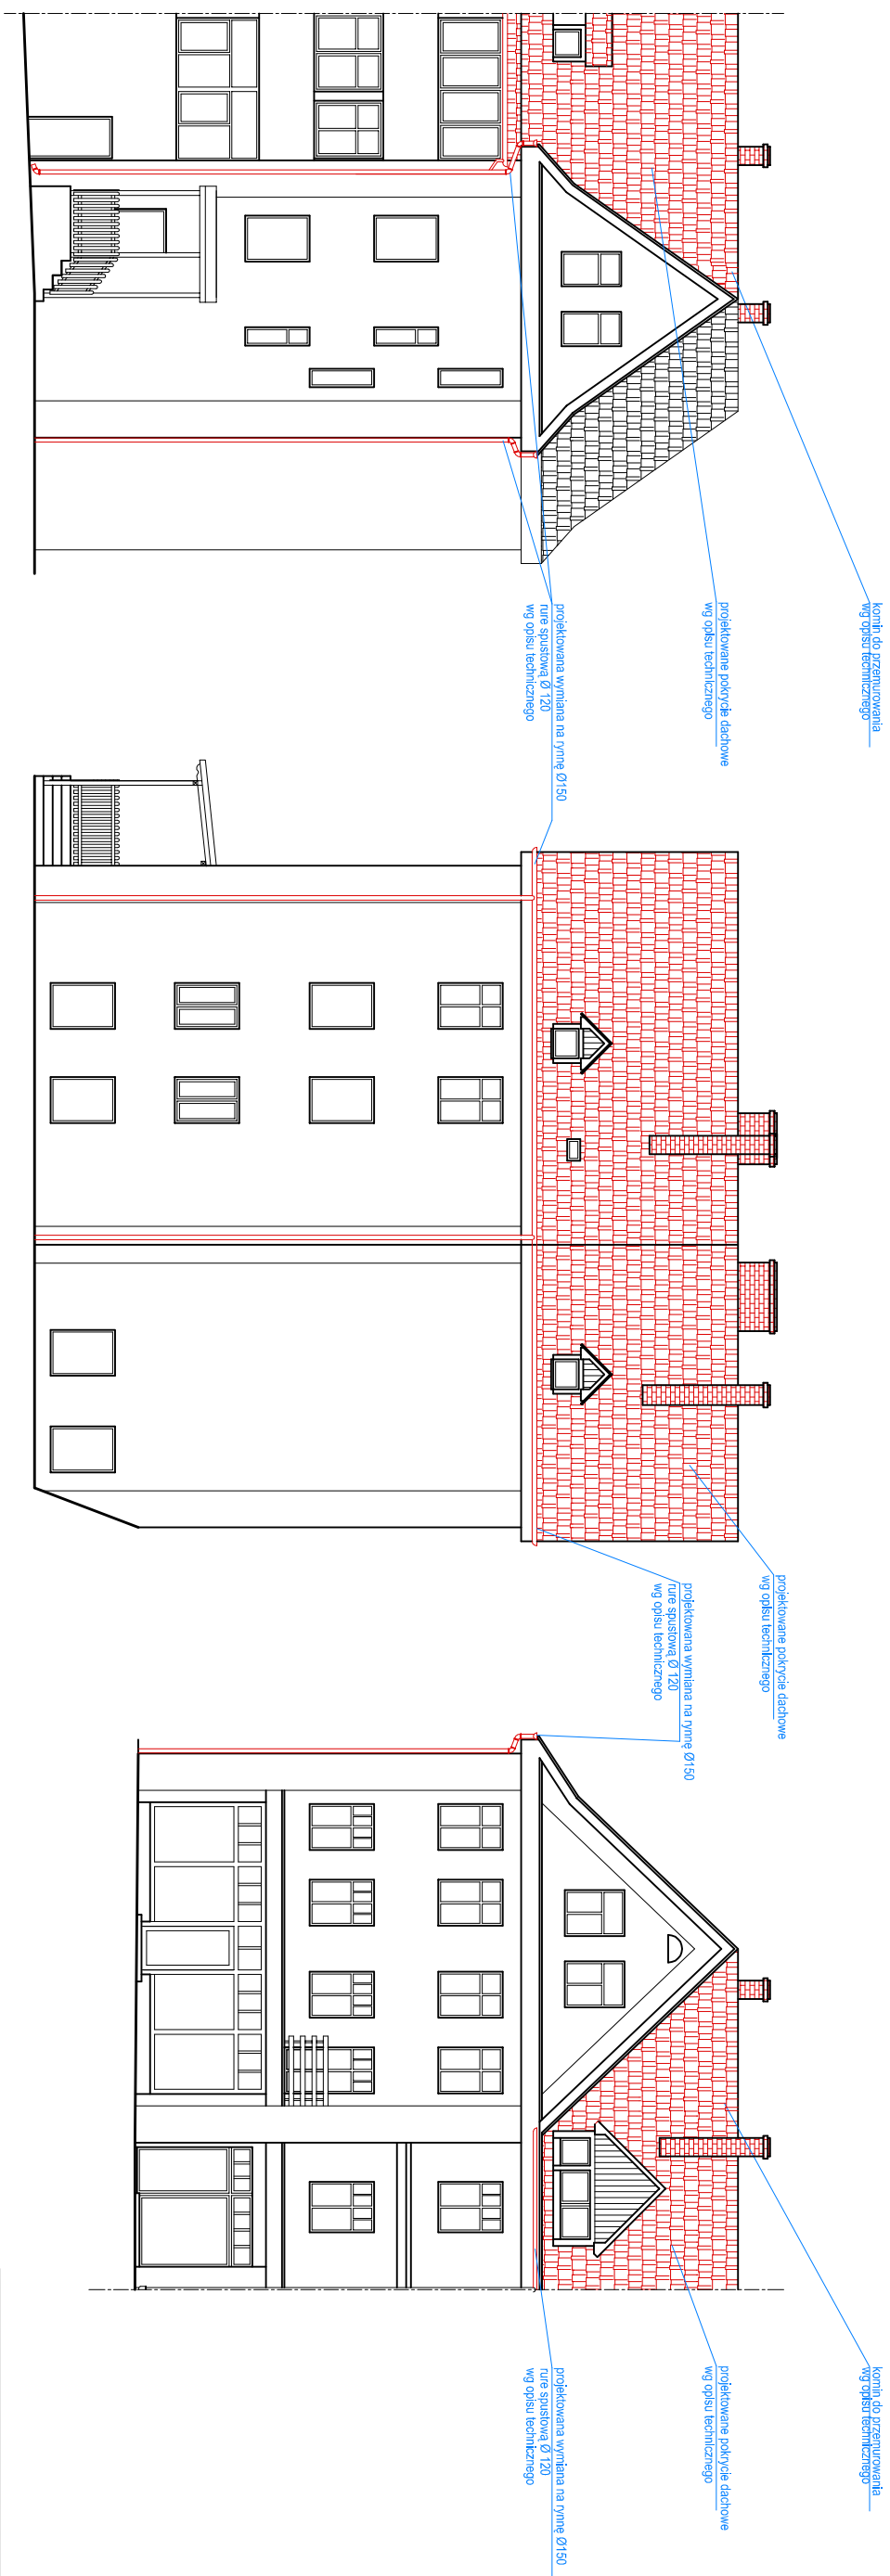 komin do przemurowania
wg opisu technicznego
projektowane pokrycie dachowe
wg opisu technicznego
projektowana wymiana na rynnę Ø150
rure spustową Ø 120
wg opisu technicznego
projektowane pokrycie dachowe
wg opisu technicznego
projektowana wymiana na rynnę Ø150
rure spustową Ø 120
wg opisu technicznego
komin do przemurowania
wg opisu technicznego
projektowane pokrycie dachowe
wg opisu technicznego
projektowana wymiana na rynnę Ø150
rure spustową Ø 120
wg opisu technicznego